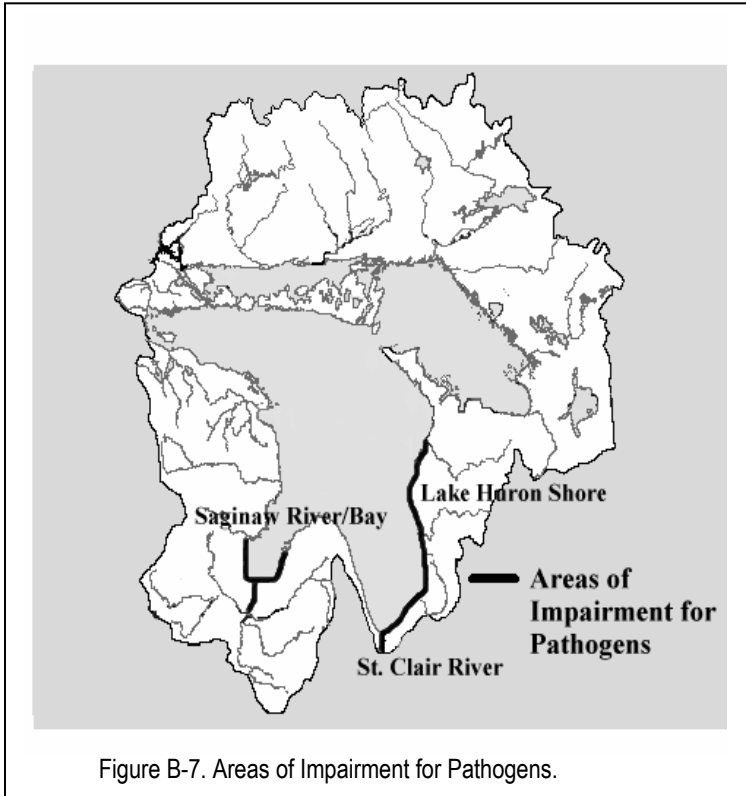 Saginaw River/Bay
Lake Huron Shore
Areas of
Impairment for
Pathogens
St. Clair River
Figure B-7. Areas of Impairment for Pathogens.